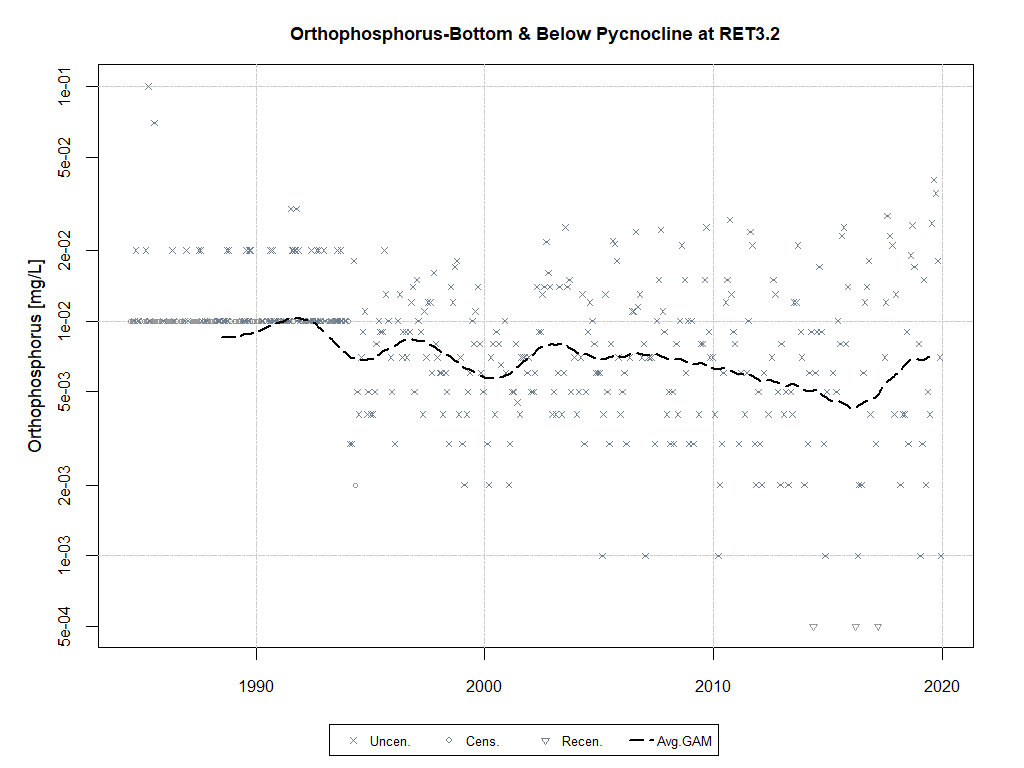 Orthophosphorus-Bottom & Below Pycnocline at RET3.2
Orthophosphorus [mg/L]
1e-01
5e-02
2e-02
1e-02
5e-03
2e-03
1e-03
5e-04
1990 2000 2010 2020
Uncen. Cens. Recen. Avg.GAM